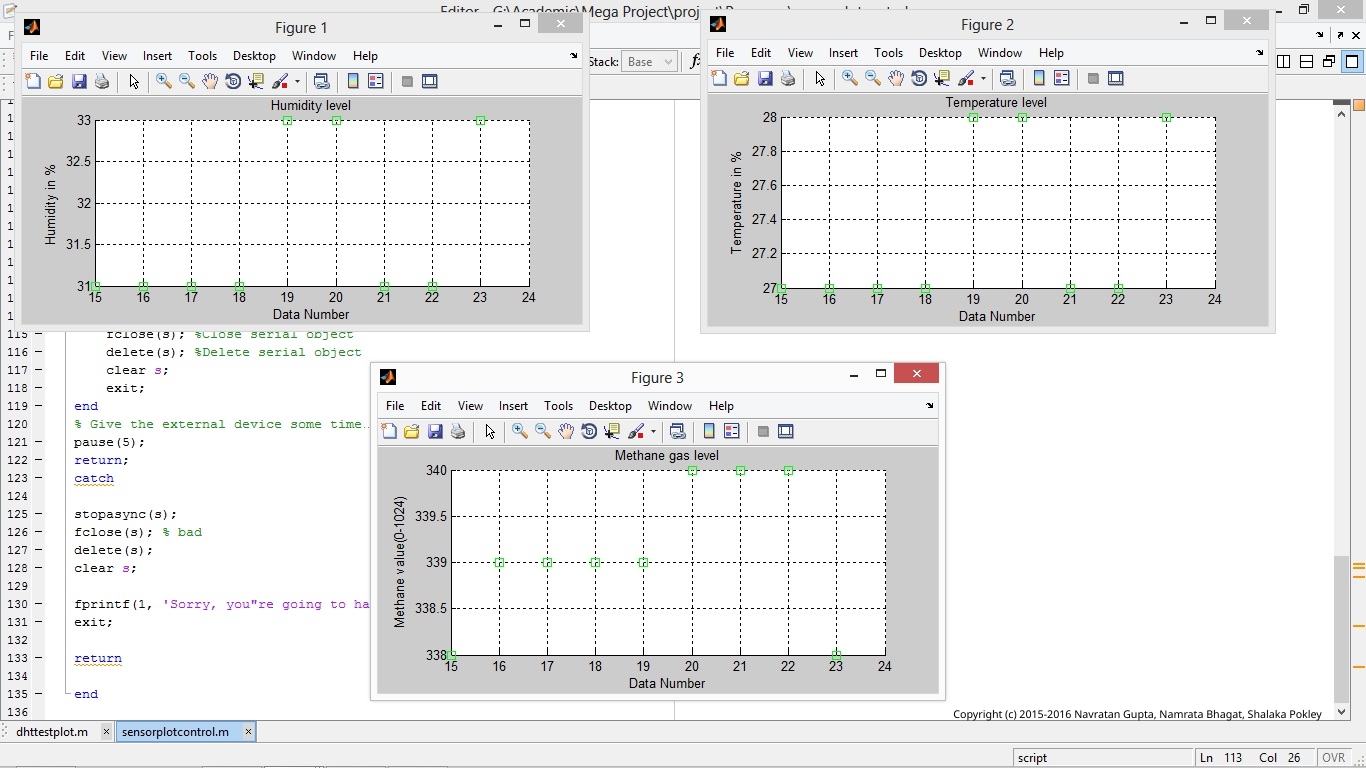 Editor - G:\Academic\Mega Project\proj
Figure 1
File Edit View Insert Tools Desktop Window Help
Humidity level
Humidity in %
33
32.5
32
31.5
31
15 16 17 18 19 20 21 22 23 24
Data Number
Stack: Base
Figure 2
File Edit View Insert Tools Desktop Window Help
Temperature level
Temperature in %
28
27.8
27.6
27.4
27.2
27
15 16 17 18 19 20 21 22 23 24
Data Number
115 fclose(s); %Close serial object
116 delete(s); %Delete serial object
117 clear s;
118 exit;
119 end
120 % Give the external device some time..
121 pause(5);
122 return;
123 catch
124
125 stopasync(s);
126 fclose(s); % bad
127 delete(s);
128 clear s;
129
130 fprintf(1, 'Sorry, you"re going to ha
131 exit;
132
133 return
134
135 end
136
Figure 3
File Edit View Insert Tools Desktop Window Help
Methane gas level
Methane value(0-1024)
340
339.5
339
338.5
338
15 16 17 18 19 20 21 22 23 24
Data Number
Copyright (c) 2015-2016 Navratan Gupta, Namrata Bhagat, Shalaka Pokley
dhttestplot.m × sensorplotcontrol.m ×
script Ln 113 Col 26 OVR